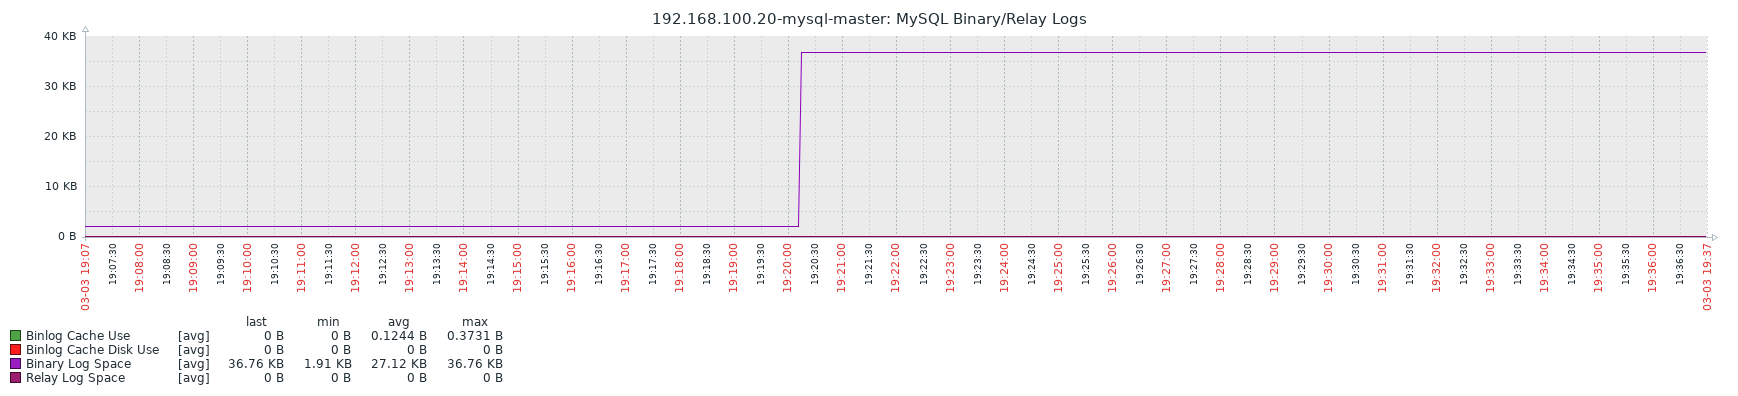 192.168.100.20-mysql-master: MySQL Binary/Relay Logs
40 KB
30 KB
20 KB
10 KB
0 B
03-03 19:07 19:07:30 19:08:00 19:08:30 19:09:00 19:09:30 19:10:00 19:10:30 19:11:00 19:11:30 19:12:00 19:12:30 19:13:00 19:13:30 19:14:00 19:14:30 19:15:00 19:15:30 19:16:00 19:16:30 19:17:00 19:17:30 19:18:00 19:18:30 19:19:00 19:19:30 19:20:00 19:20:30 19:21:00 19:21:30 19:22:00 19:22:30 19:23:00 19:23:30 19:24:00 19:24:30 19:25:00 19:25:30 19:26:00 19:26:30 19:27:00 19:27:30 19:28:00 19:28:30 19:29:00 19:29:30 19:30:00 19:30:30 19:31:00 19:31:30 19:32:00 19:32:30 19:33:00 19:33:30 19:34:00 19:34:30 19:35:00 19:35:30 19:36:00 19:36:30 03-03 19:37
last min avg max
Binlog Cache Use [avg] 0 B 0 B 0.1244 B 0.3731 B
Binlog Cache Disk Use [avg] 0 B 0 B 0 B 0 B
Binary Log Space [avg] 36.76 KB 1.91 KB 27.12 KB 36.76 KB
Relay Log Space [avg] 0 B 0 B 0 B 0 B